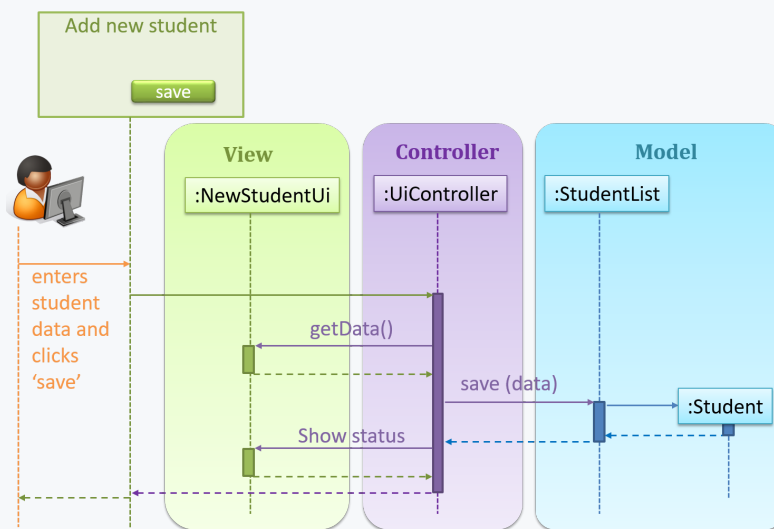 Add new student
save
View
Controller
Model
:NewStudentUi
:UiController
:StudentList
enters
student
data and
clicks
‘save’
getData()
save (data)
:Student
Show status